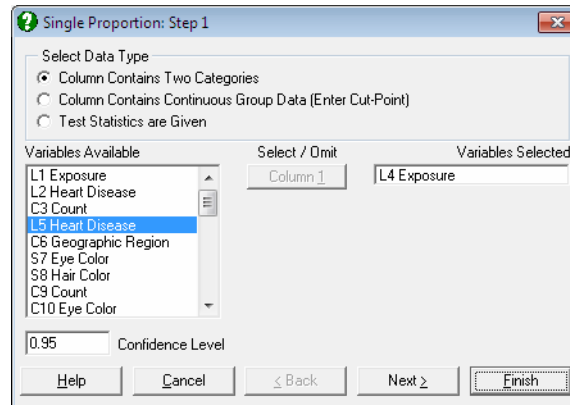 Single Proportion: Step 1
Select Data Type
Column Contains Two Categories
Column Contains Continuous Group Data (Enter Cut-Point)
Test Statistics are Given
Variables Available
Select / Omit
Variables Selected
L1 Exposure
L2 Heart Disease
C3 Count
L5 Heart Disease
C6 Geographic Region
S7 Eye Color
S8 Hair Color
C9 Count
C10 Eye Color
Column 1
L4 Exposure
0.95 Confidence Level
Help Cancel < Back Next > Finish